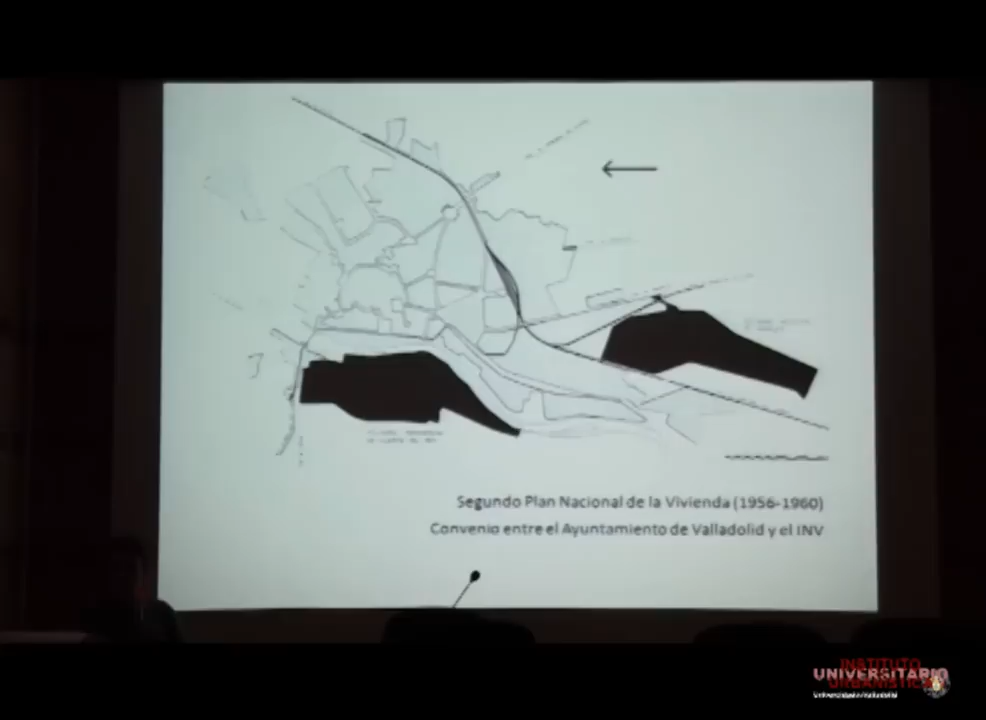 Segundo Plan Nacional de la Vivienda (1956-1960)
Convenio entre el Ayuntamiento de Valladolid y el INV
INSTITUTO
UNIVERSITARIO
URBANÍSTICA